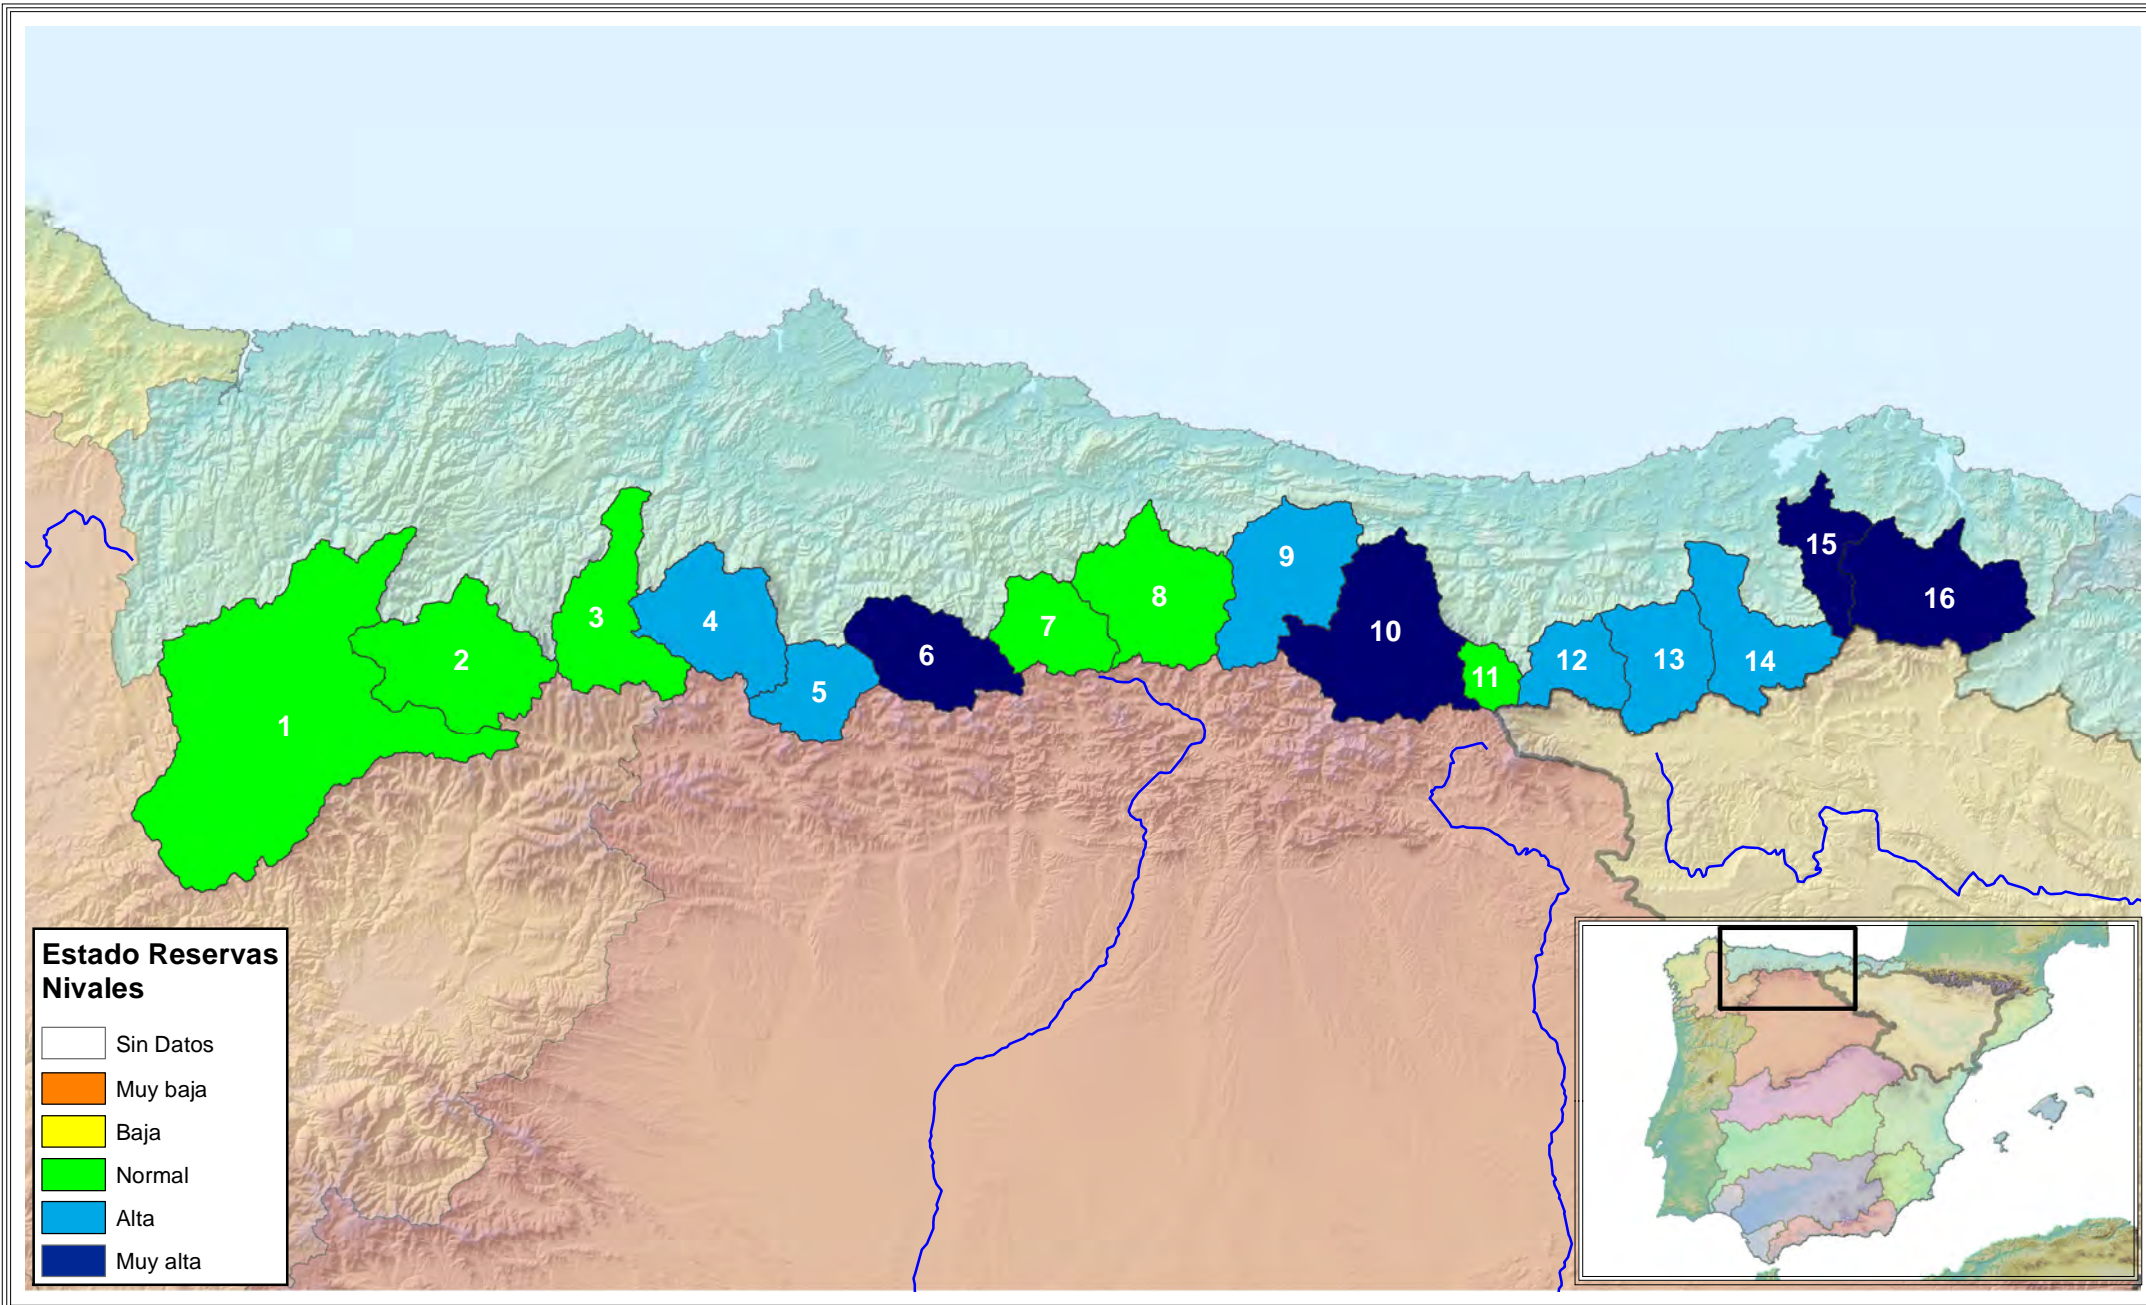 1
2
3
4
5
6
7
8
9
10
11
12
13
14
15
16
Estado Reservas
Nivales
Sin Datos
Muy baja
Baja
Normal
Alta
Muy alta